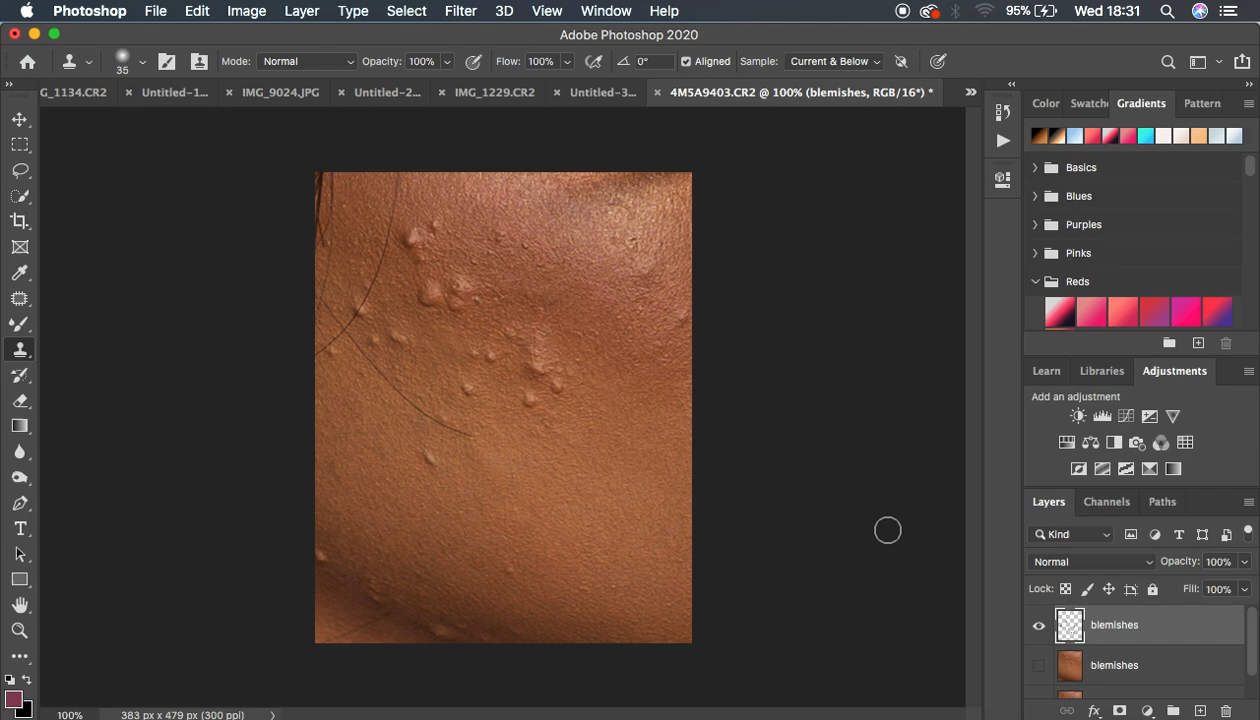 Photoshop File Edit Image Layer Type Select Filter 3D View Window Help 95% Wed 18:31
Adobe Photoshop 2020
35 Mode: Normal Opacity: 100% Flow: 100% 0° Aligned Sample: Current & Below
G_1134.CR2 Untitled-1... IMG_9024.JPG Untitled-2... IMG_1229.CR2 Untitled-3... 4M5A9403.CR2 @ 100% (blemishes, RGB/16*) *
Color Swatche Gradients Pattern
Basics
Blues
Purples
Pinks
Reds
Learn Libraries Adjustments
Add an adjustment
Layers Channels Paths
Kind
Normal Opacity: 100%
Lock: Fill: 100%
blemishes
blemishes
fx
100% 383 px x 479 px (300 ppi)